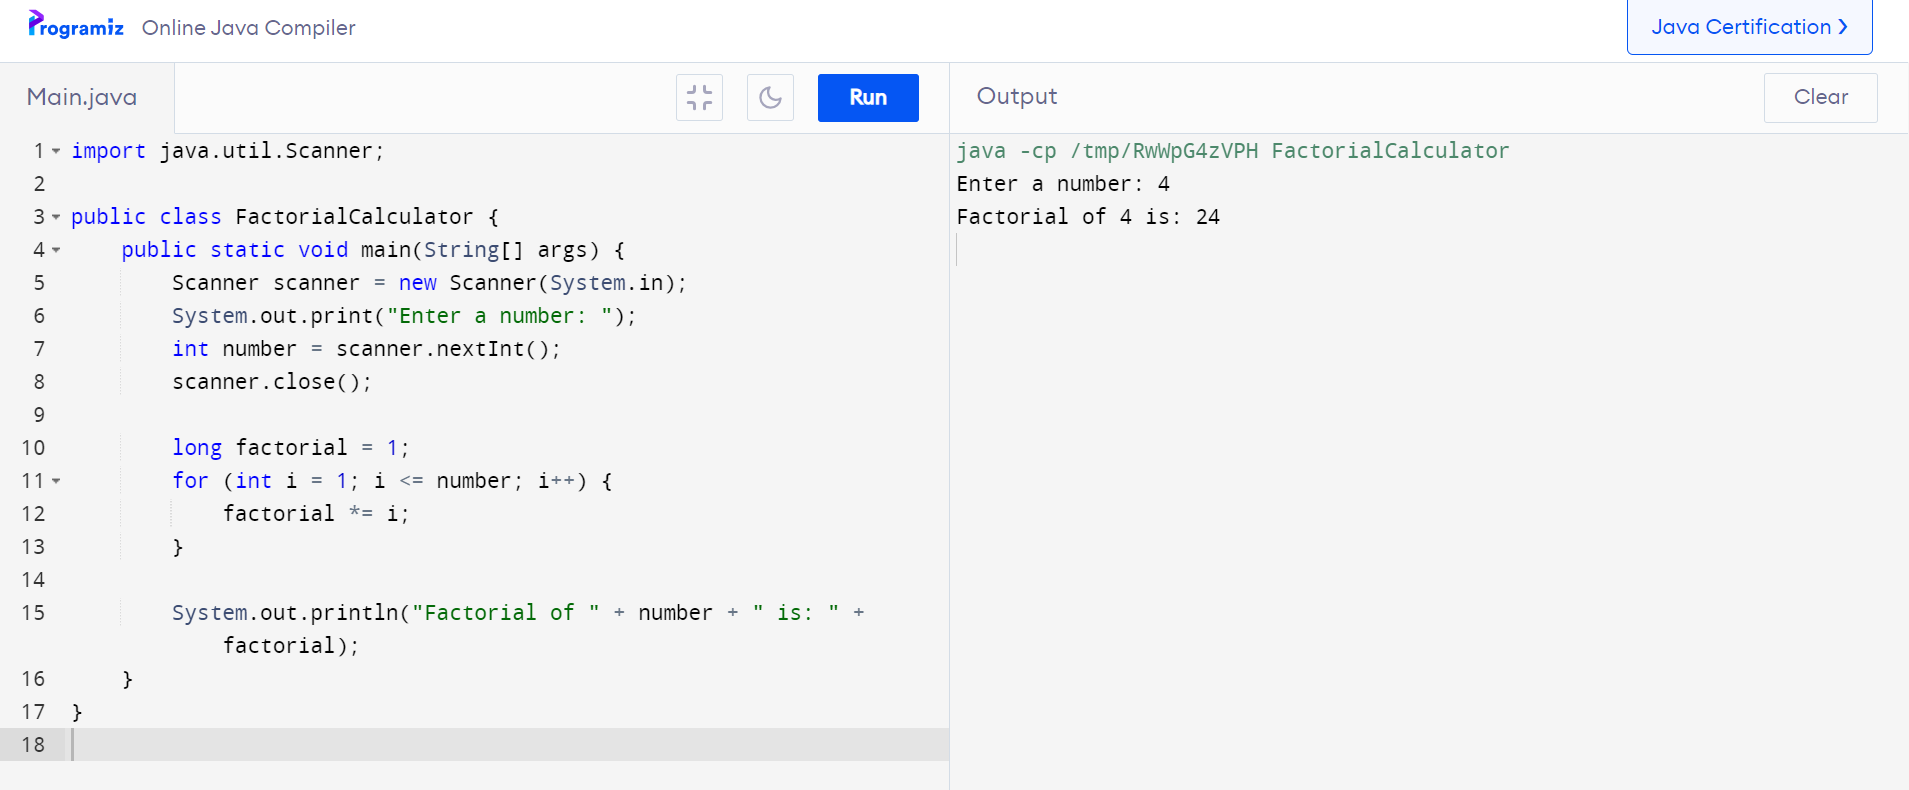 Programiz Online Java Compiler
Java Certification ❯
Main.java
Run
Output
Clear
1 import java.util.Scanner;
2
3 public class FactorialCalculator {
4     public static void main(String[] args) {
5         Scanner scanner = new Scanner(System.in);
6         System.out.print("Enter a number: ");
7         int number = scanner.nextInt();
8         scanner.close();
9
10         long factorial = 1;
11         for (int i = 1; i <= number; i++) {
12             factorial *= i;
13         }
14
15         System.out.println("Factorial of " + number + " is: " +
            factorial);
16     }
17 }
18
java -cp /tmp/RwWpG4zVPH FactorialCalculator
Enter a number: 4
Factorial of 4 is: 24